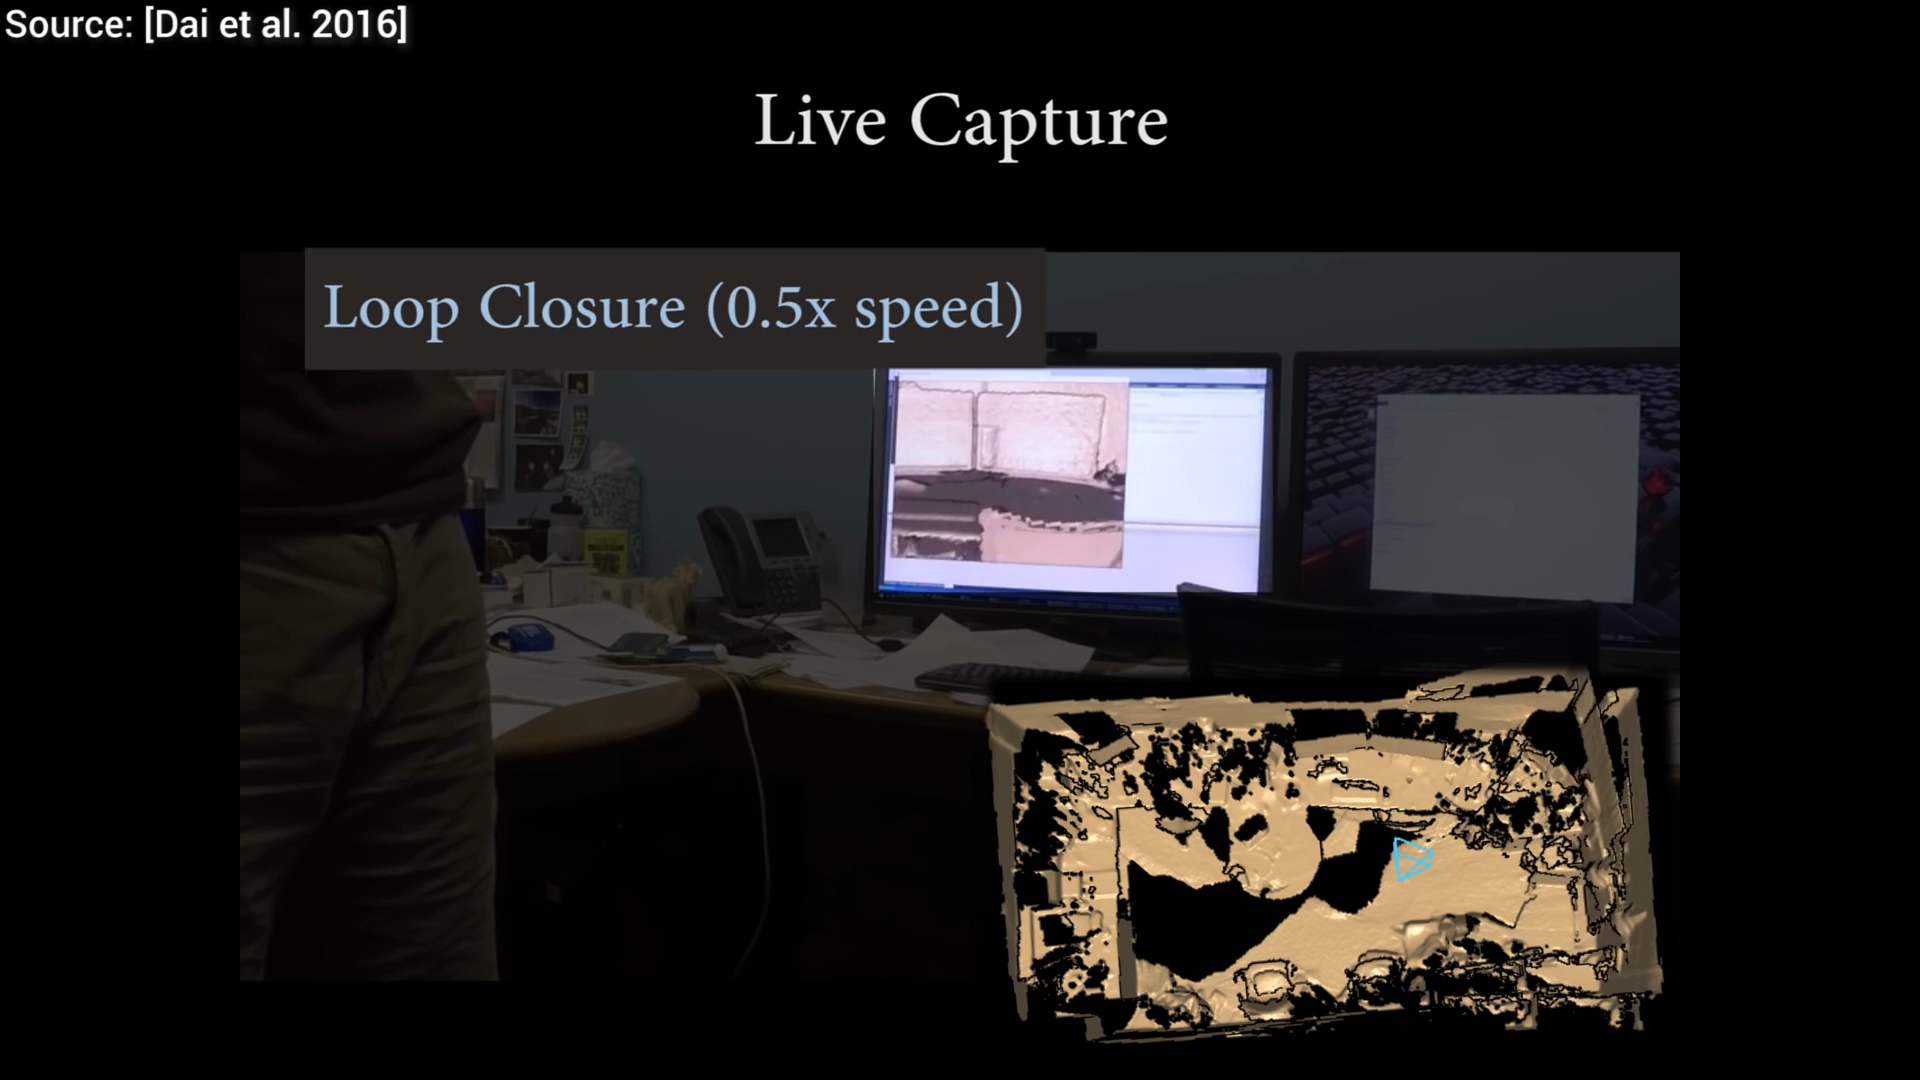 Source: [Dai et al. 2016]
Live Capture
Loop Closure (0.5x speed)